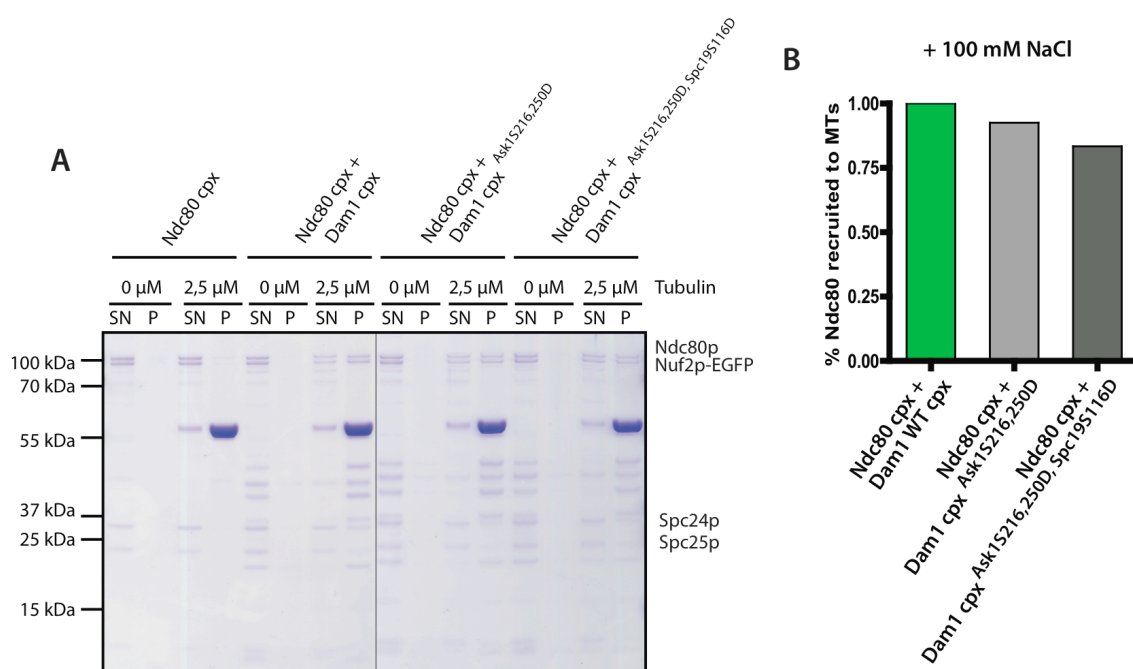 A
Ndc80 cpx
Ndc80 cpx +
Dam1 cpx
Ndc80 cpx +
Dam1 cpx Ask1S216,250D
Ndc80 cpx +
Dam1 cpx Ask1S216,250D, Spc19S116D
0 µM 2,5 µM 0 µM 2,5 µM 0 µM 2,5 µM 0 µM 2,5 µM Tubulin
SN P SN P SN P SN P SN P SN P SN P SN P
100 kDa
70 kDa
55 kDa
37 kDa
25 kDa
15 kDa
Ndc80p
Nuf2p-EGFP
Spc24p
Spc25p
B
+ 100 mM NaCl
% Ndc80 recruited to MTs
1.00
0.75
0.50
0.25
0.00
Ndc80 cpx +
Dam1 WT cpx
Ndc80 cpx +
Dam1 cpx Ask1S216,250D
Ndc80 cpx +
Dam1 cpx Ask1S216,250D, Spc19S116D